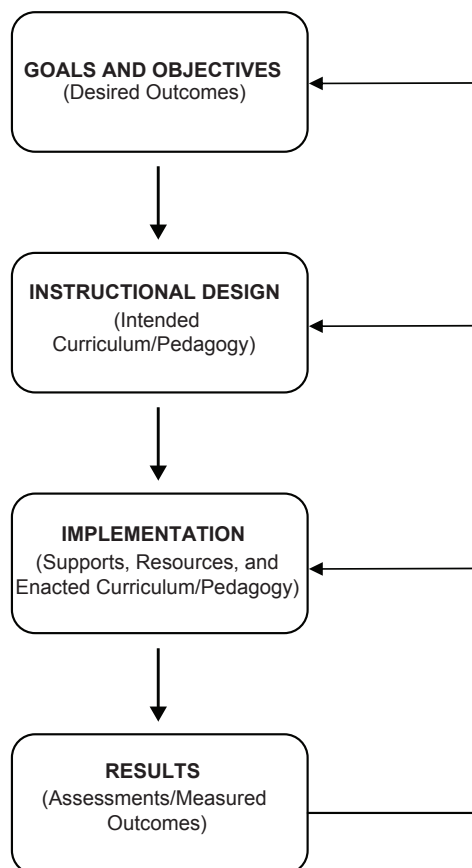 GOALS AND OBJECTIVES
(Desired Outcomes)
INSTRUCTIONAL DESIGN
(Intended
Curriculum/Pedagogy)
IMPLEMENTATION
(Supports, Resources, and
Enacted Curriculum/Pedagogy)
RESULTS
(Assessments/Measured
Outcomes)